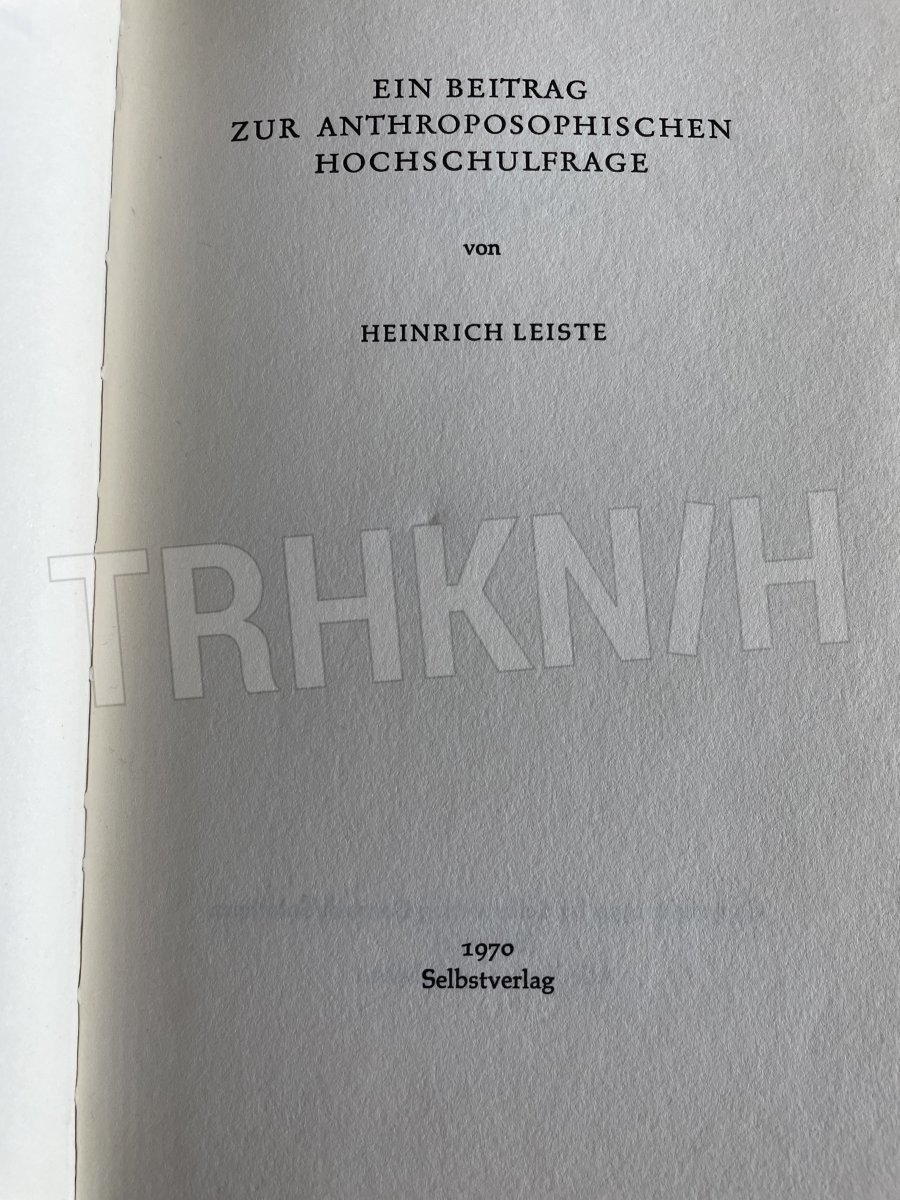 EIN BEITRAG
ZUR ANTHROPOSOPHISCHEN
HOCHSCHULFRAGE
von
HEINRICH LEISTE
TRHKN/H
1970
Selbstverlag